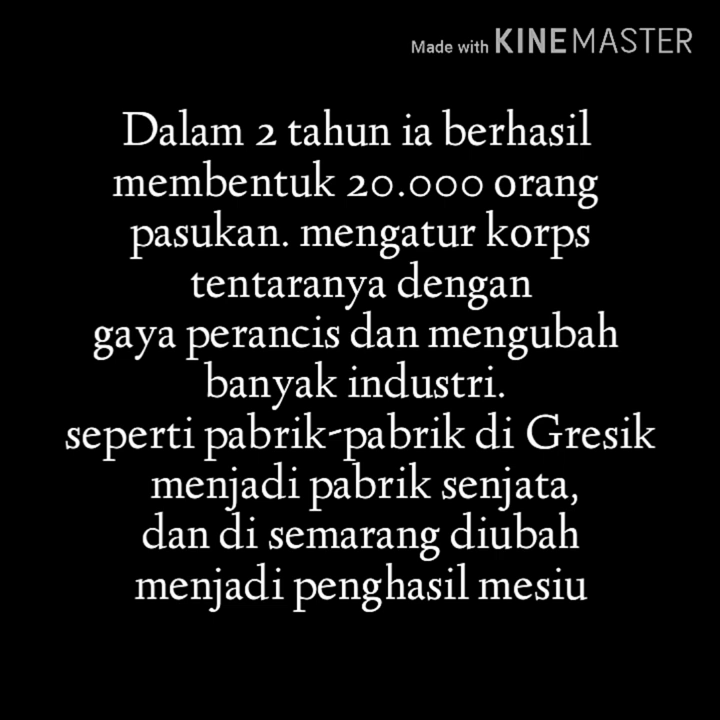 Made with KINEMASTER
Dalam 2 tahun ia berhasil
membentuk 20.000 orang
pasukan. mengatur korps
tentaranya dengan
gaya perancis dan mengubah
banyak industri.
seperti pabrik-pabrik di Gresik
menjadi pabrik senjata,
dan di semarang diubah
menjadi penghasil mesiu